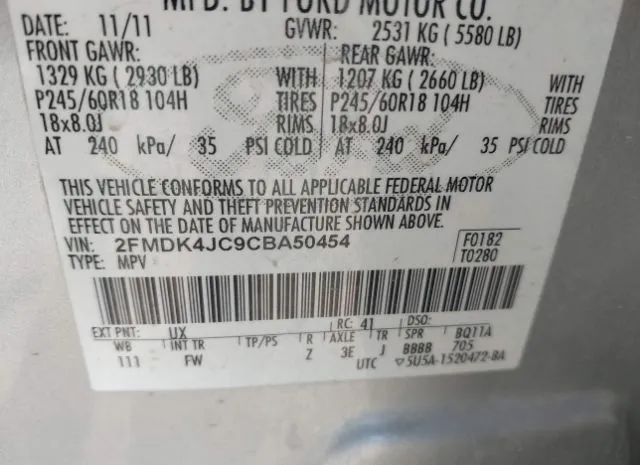 MFD. BY FORD MOTOR CO.
DATE: 11/11 GVWR: 2531 KG ( 5580 LB)
FRONT GAWR: REAR GAWR:
1329 KG ( 2930 LB) WITH 1207 KG ( 2660 LB) WITH
P245/60R18 104H TIRES P245/60R18 104H TIRES
18x8.0J RIMS 18x8.0J RIMS
AT 240 kPa/ 35 PSI COLD AT 240 kPa/ 35 PSI COLD
THIS VEHICLE CONFORMS TO ALL APPLICABLE FEDERAL MOTOR
VEHICLE SAFETY AND THEFT PREVENTION STANDARDS IN
EFFECT ON THE DATE OF MANUFACTURE SHOWN ABOVE.
VIN: 2FMDK4JC9CBA50454 F0182
TYPE: MPV T0280
EXT PNT: UX RC: 41 DSO:
WB INT TR TP/PS R AXLE TR SPR BQ11A
111 FW Z 3E J BBBB 705
UTC ▽5U5A-1520472-BA